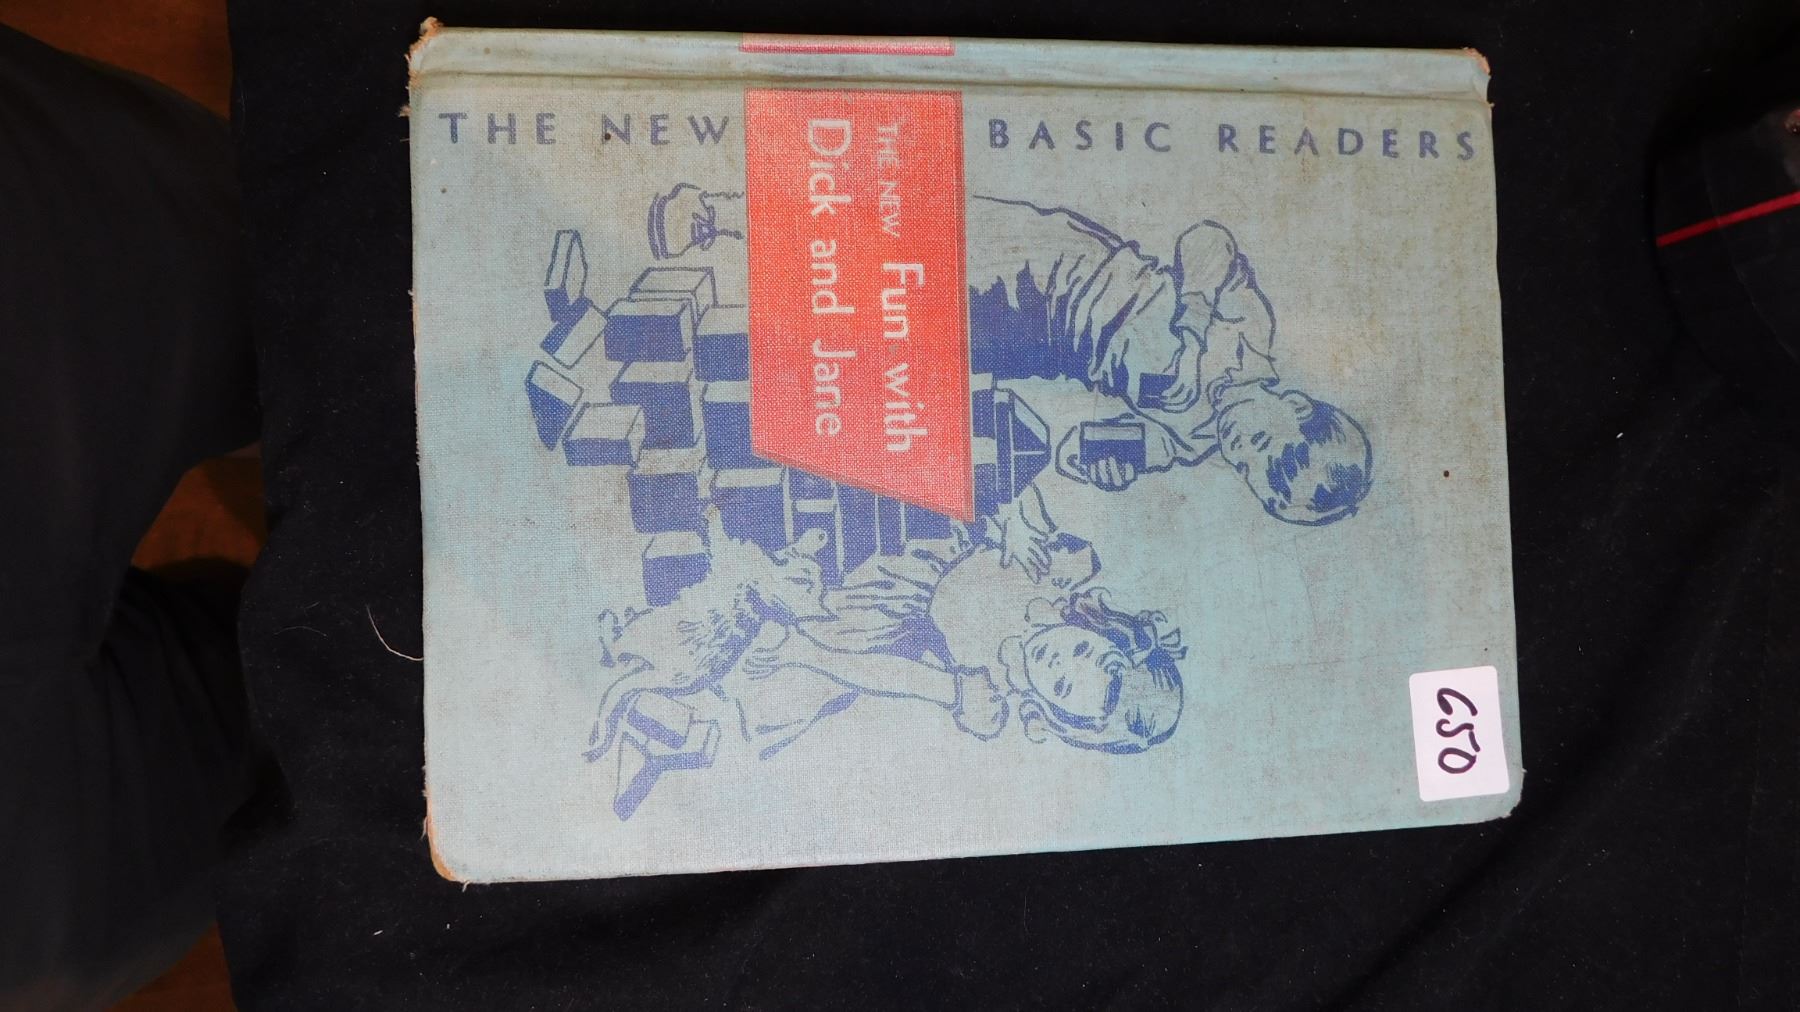 THE NEW BASIC READERS
THE NEW Fun with
Dick and Jane
650